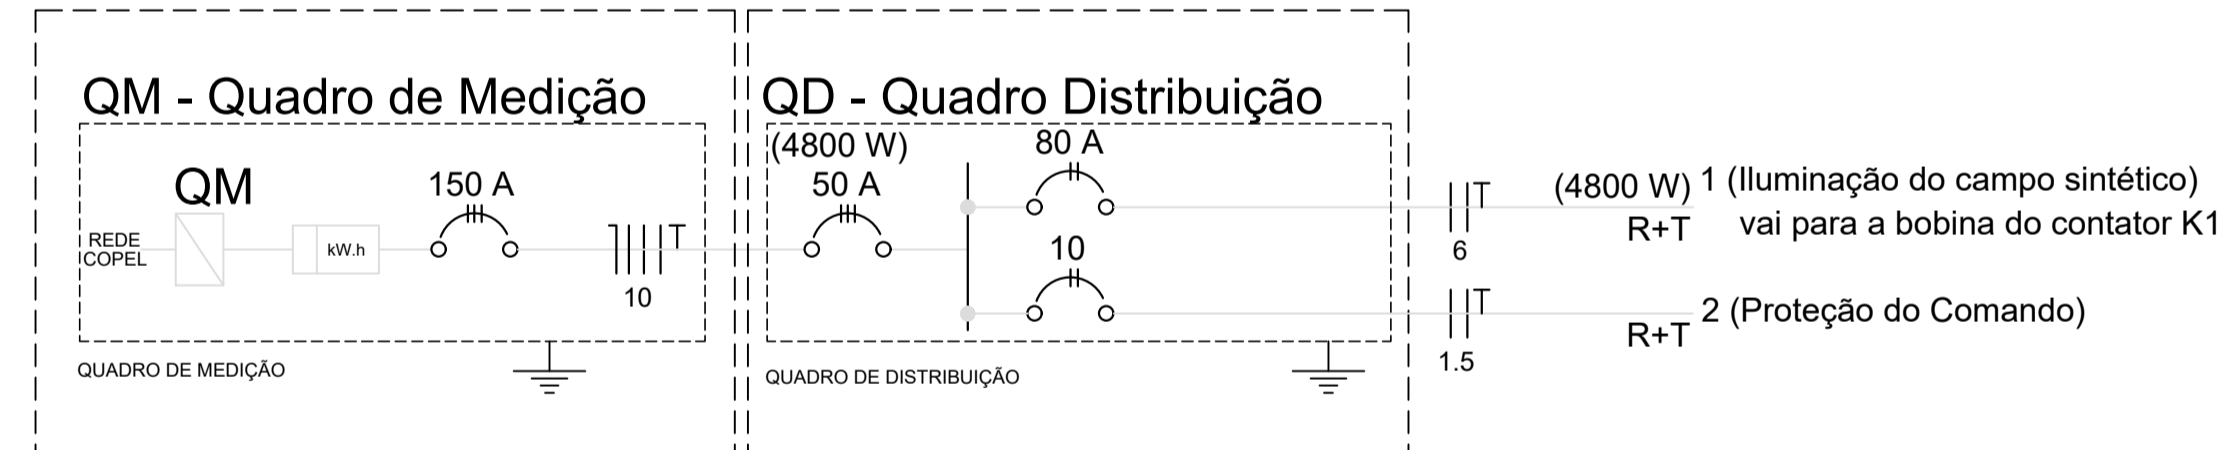 QM - Quadro de Medição
QM
REDE
COPEL
kW.h
150 A
T
10
QUADRO DE MEDIÇÃO
QD - Quadro Distribuição
(4800 W)
50 A
80 A
10
QUADRO DE DISTRIBUIÇÃO
T
6
(4800 W) 1 (Iluminação do campo sintético)
R+T vai para a bobina do contator K1
T
1.5
2 (Proteção do Comando)
R+T